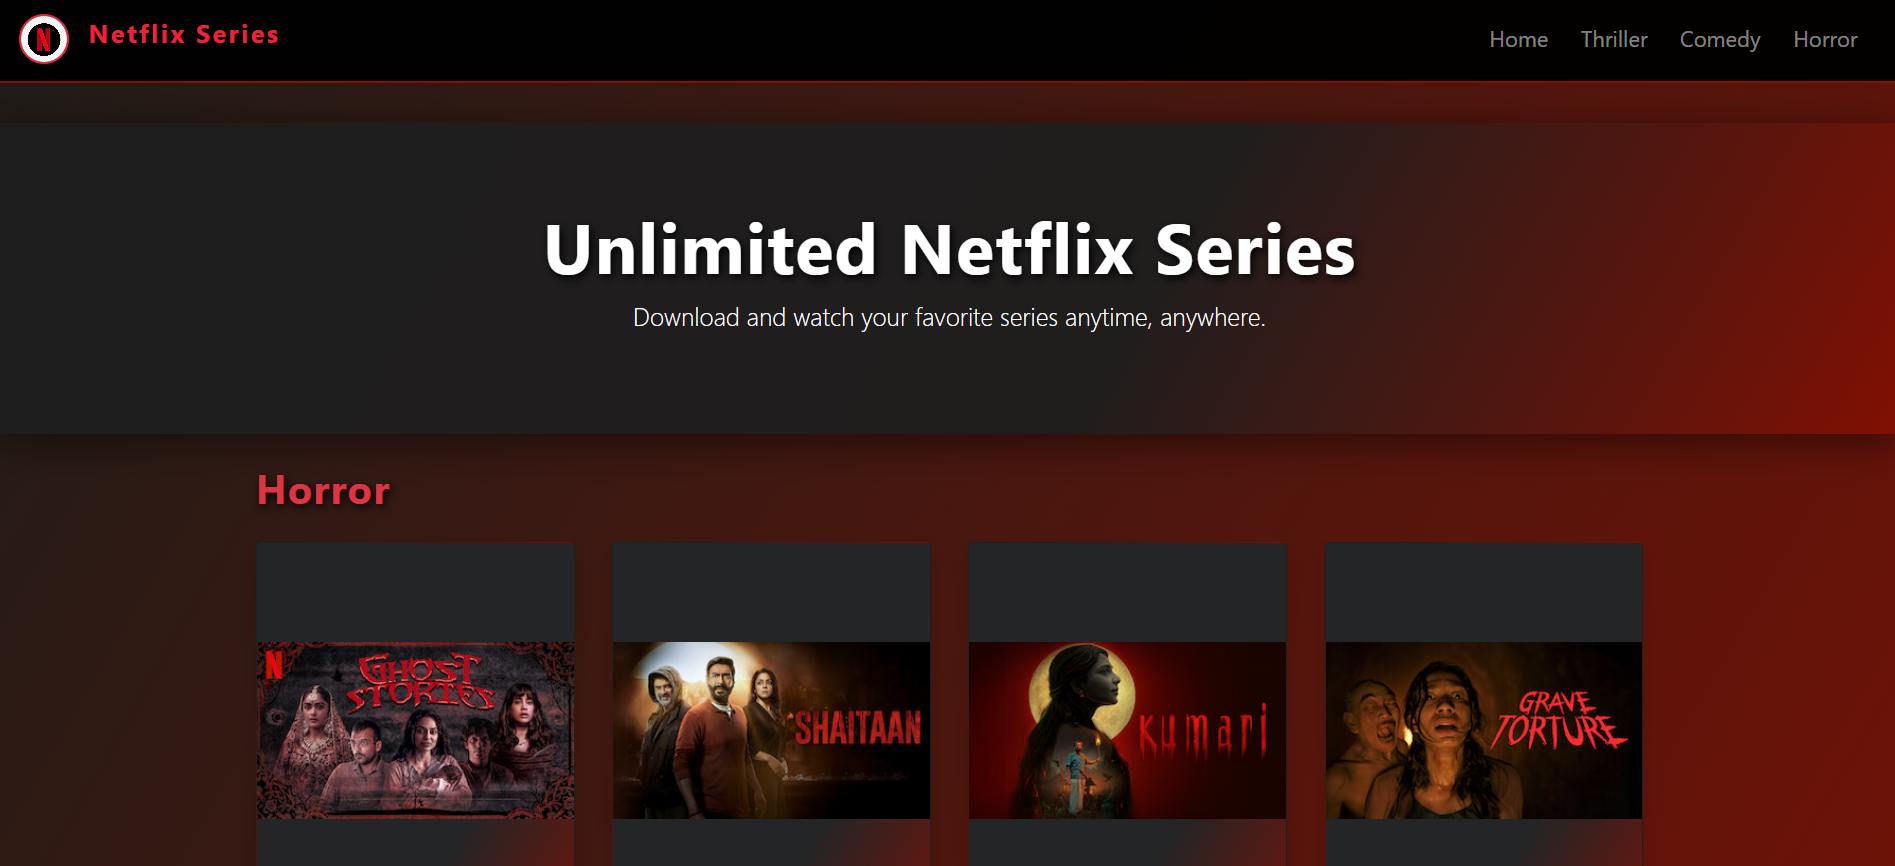 N
Netflix Series
Home
Thriller
Comedy
Horror
Unlimited Netflix Series
Download and watch your favorite series anytime, anywhere.
Horror
N
GHOST
STORIES
SHAITAAN
kumari
GRAVE
TORTURE